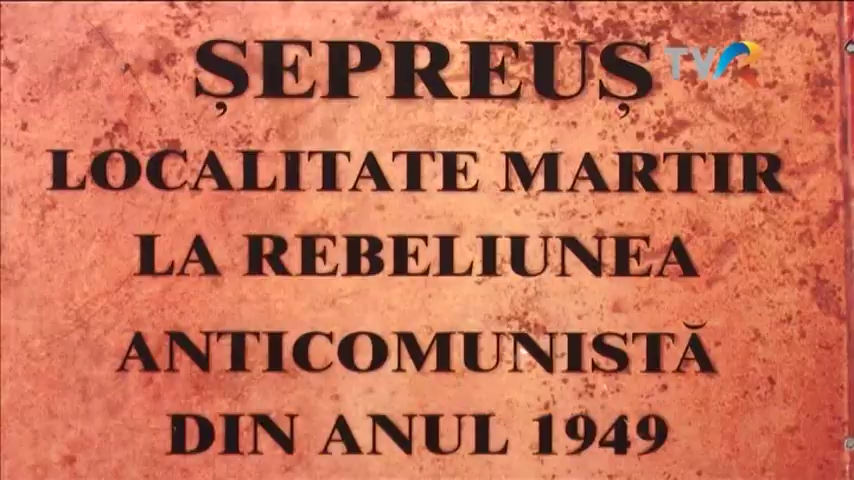 ȘEPREUȘ
TVR
LOCALITATE MARTIR
LA REBELIUNEA
ANTICOMUNISTĂ
DIN ANUL 1949